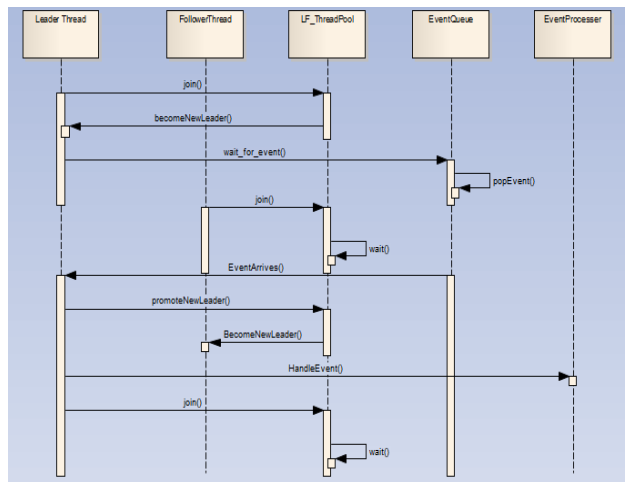 Leader Thread
FollowerThread
LF_ThreadPool
EventQueue
EventProcesser
join()
becomeNewLeader()
wait_for_event()
popEvent()
join()
wait()
EventArrives()
promoteNewLeader()
BecomeNewLeader()
HandleEvent()
join()
wait()